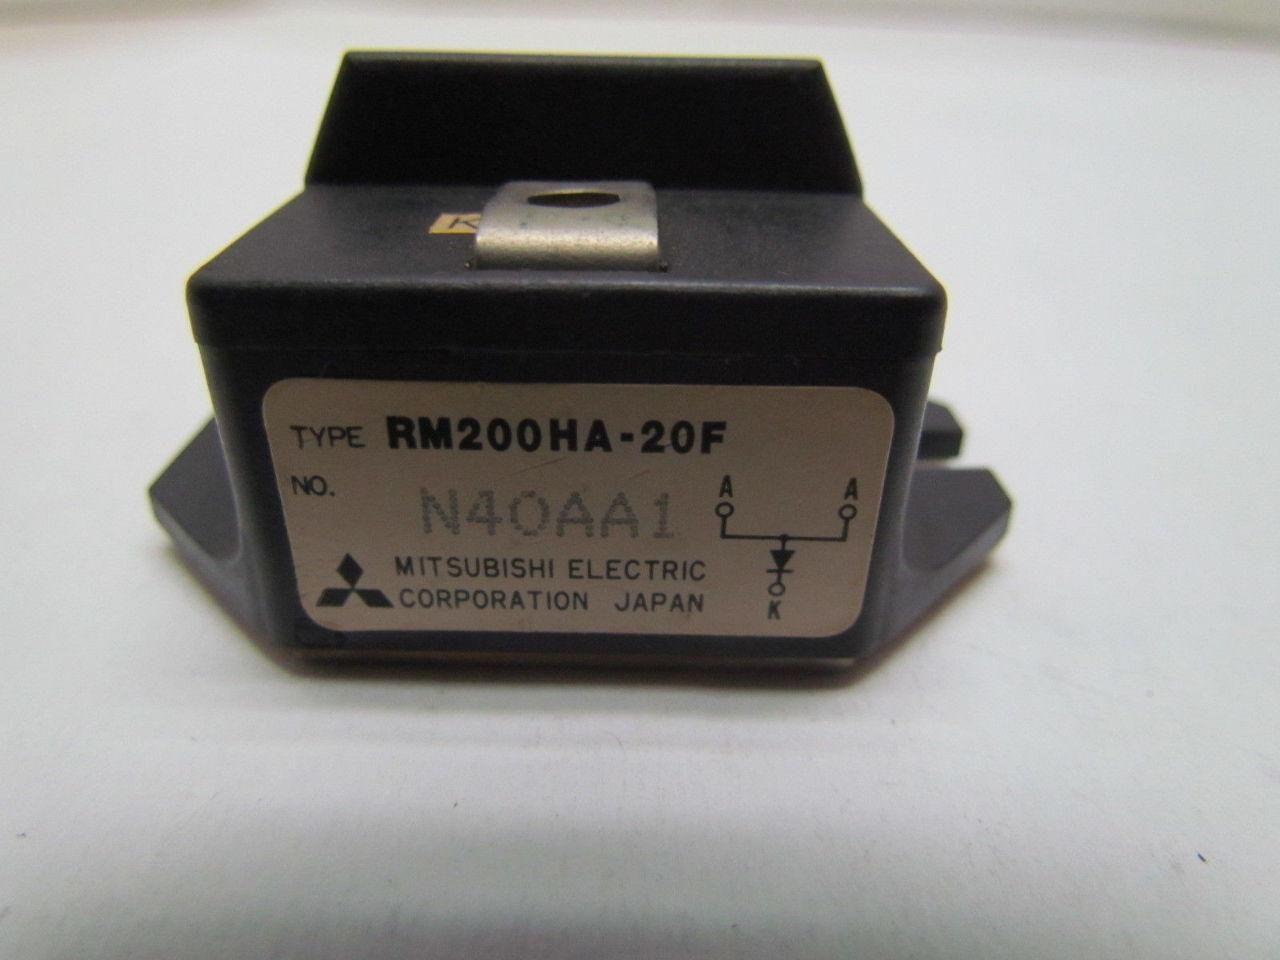 K
TYPE RM200HA-20F
NO.
N40AA1
A A
K
MITSUBISHI ELECTRIC
CORPORATION JAPAN